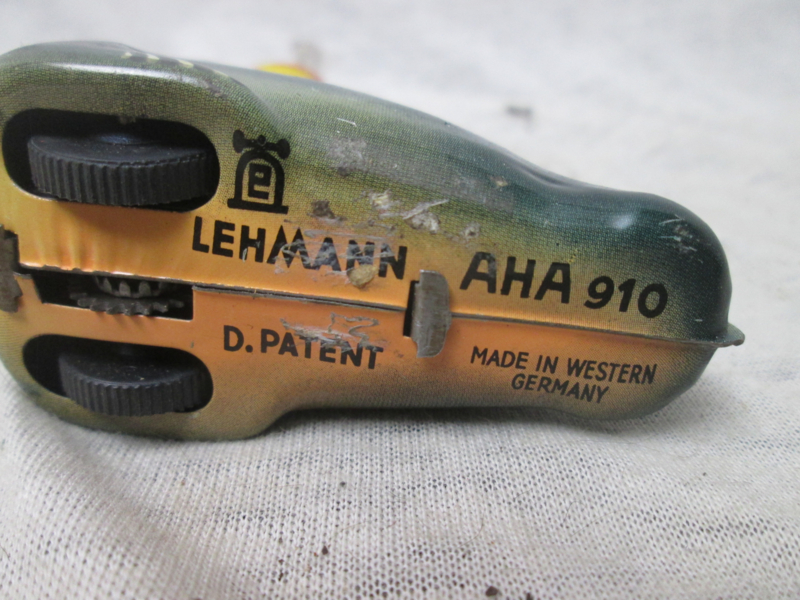 e
LEHMANN
AHA 910
D. PATENT
MADE IN WESTERN
GERMANY